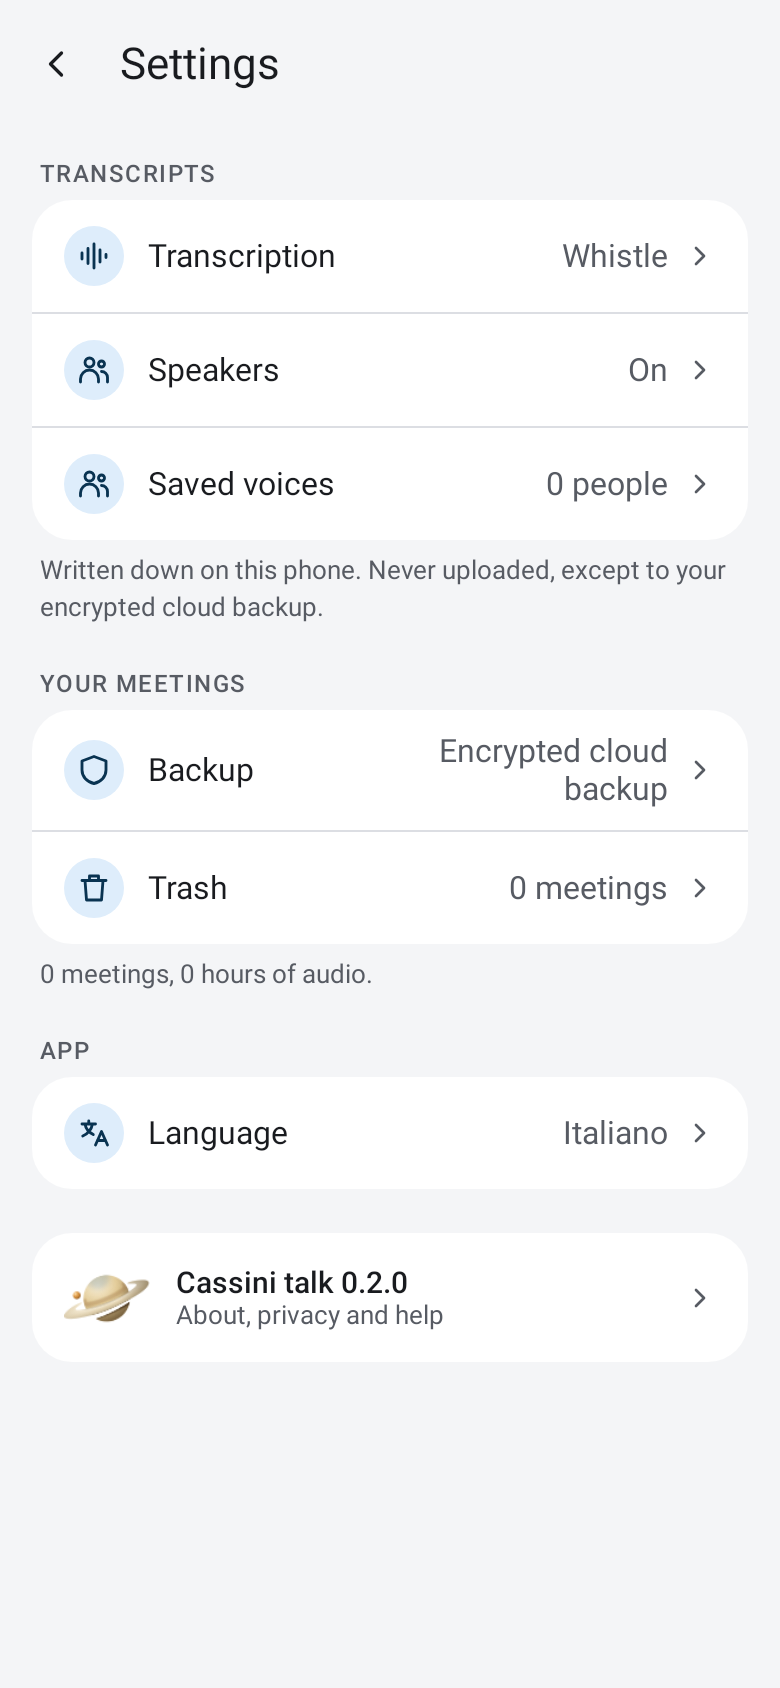 Settings
TRANSCRIPTS
Transcription Whistle
Speakers On
Saved voices 0 people
Written down on this phone. Never uploaded, except to your
encrypted cloud backup.
YOUR MEETINGS
Backup Encrypted cloud
backup
Trash 0 meetings
0 meetings, 0 hours of audio.
APP
Language Italiano
Cassini talk 0.2.0
About, privacy and help